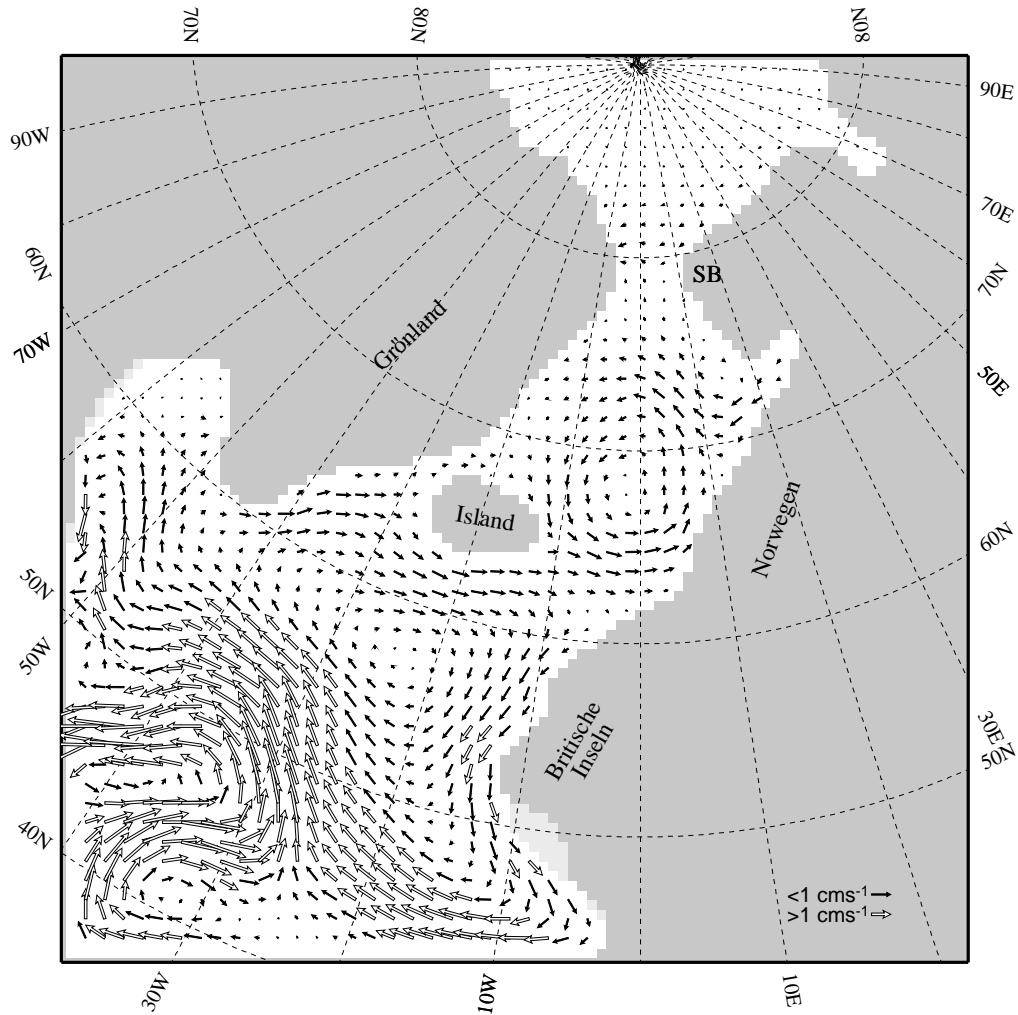 70N
80N
80N
90W
90E
60N
70W
70E
70N
50E
SB
Grönland
Island
Norwegen
60N
50N
50W
Britische
Inseln
30E
50N
40N
<1 cms-1
>1 cms-1
30W
10W
10E